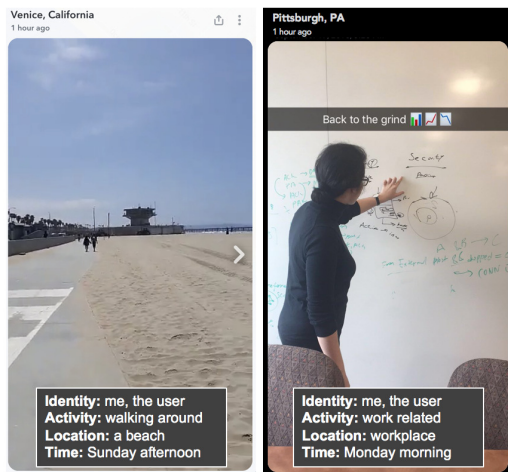 Venice, California
1 hour ago
Identity: me, the user
Activity: walking around
Location: a beach
Time: Sunday afternoon
Pittsburgh, PA
1 hour ago
Back to the grind 📊📈📉
Security
A
Identity: me, the user
Activity: work related
Location: workplace
Time: Monday morning